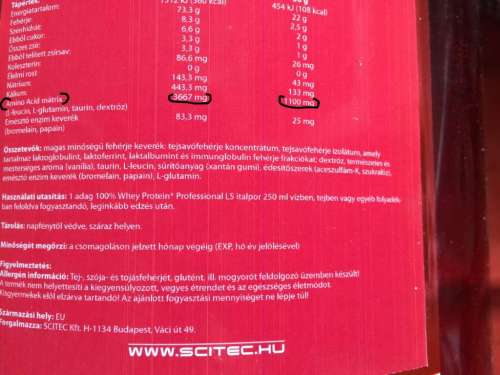 Tápérték:
Energiatartalom: 1512 kJ (360 kcal) 454 kJ (108 kcal)
Fehérje: 73,3 g 22 g
Szénhidrát: 8,3 g 2,5 g
Ebből cukor: 6,6 g 2 g
Összes zsír: 3,3 g 1 g
Ebből telített zsírsav: 3,3 g 1 g
Koleszterin: 86,6 mg 26 mg
Élelmi rost 0 g 0 g
Nátrium: 143,3 mg 43 mg
Kálium: 443,3 mg 133 mg
Amino Acid mátrix 3667 mg 1100 mg
(L-leucin, L-glutamin, taurin, dextróz)
Emésztő enzim keverék 83,3 mg 25 mg
(bromelain, papain)
Összetevők: magas minőségű fehérje keverék: tejsavófehérje koncentrátum, tejsavófehérje izolátum, amely
tartalmaz laktoglobulint, laktoferrint, laktalbumint és immunglobulin fehérje frakciókat; dextróz, természetes és
mesterséges aroma (vanília), taurin, L-leucin, sűrítőanyag (xantán gumi), édesítőszerek (aceszulfám-K, szukralóz),
emésztő enzim keverék (bromelain, papain), L-glutamin.
Használati utasítás: 1 adag 100% Whey Protein* Professional LS italpor 250 ml vízben, tejben vagy egyéb folyadék-
ban feloldva fogyasztandó, leginkább edzés után.
Tárolás: napfénytől védve, száraz helyen.
Minőségét megőrzi: a csomagoláson jelzett hónap végéig (EXP, hó év jelölésével)
Figyelmeztetés:
Allergén információ: Tej-, szója- és tojásfehérjét, glutént, ill. mogyorót feldolgozó üzemben készült!
A termék nem helyettesíti a kiegyensúlyozott, vegyes étrendet és az egészséges életmódot.
Kisgyermekek elől elzárva tartandó! Az ajánlott fogyasztási mennyiséget ne lépje túl!
Származási hely: EU
Forgalmazza: SCITEC Kft. H-1134 Budapest, Váci út 49.
WWW.SCITEC.HU